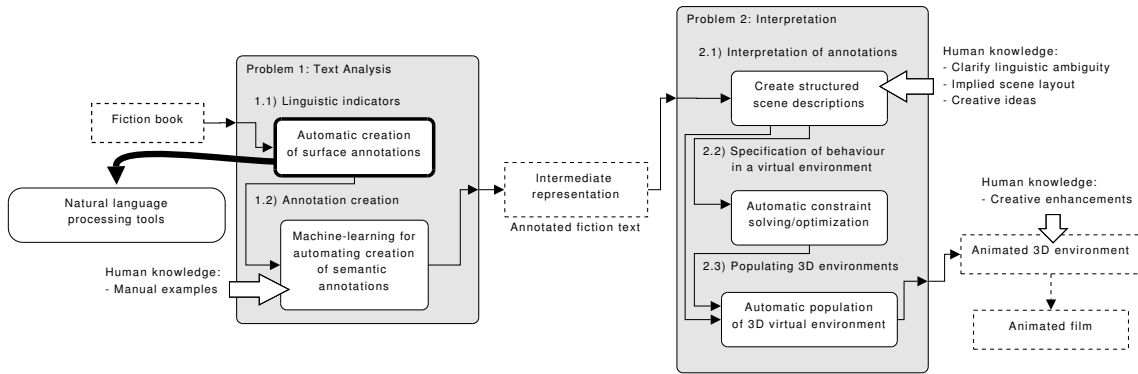 Fiction book
Natural language
processing tools
Problem 1: Text Analysis
1.1) Linguistic indicators
Automatic creation
of surface annotations
1.2) Annotation creation
Machine-learning for
automating creation
of semantic
annotations
Human knowledge:
- Manual examples
Intermediate
representation
Annotated fiction text
Problem 2: Interpretation
2.1) Interpretation of annotations
Create structured
scene descriptions
Human knowledge:
- Clarify linguistic ambiguity
- Implied scene layout
- Creative ideas
2.2) Specification of behaviour
in a virtual environment
Automatic constraint
solving/optimization
2.3) Populating 3D environments
Automatic population
of 3D virtual environment
Human knowledge:
- Creative enhancements
Animated 3D environment
Animated film